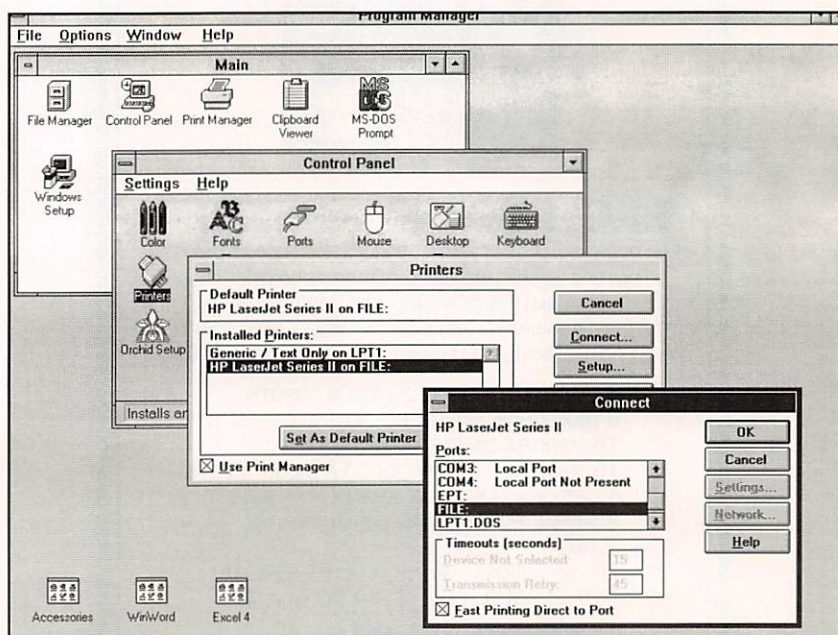 Program Manager
File Options Window Help
Main
File Manager
Control Panel
Print Manager
Clipboard
Viewer
MS-DOS
Prompt
Windows
Setup
Control Panel
Settings Help
Color
Fonts
Ports
Mouse
Desktop
Keyboard
Printers
Orchid Setup
Installs
Printers
Default Printer
HP LaserJet Series II on FILE:
Installed Printers:
Generic / Text Only on LPT1:
HP LaserJet Series II on FILE:
Set As Default Printer
Use Print Manager
Cancel
Connect...
Setup...
Connect
HP LaserJet Series II
Ports:
COM3: Local Port
COM4: Local Port Not Present
EPT:
FILE:
LPT1.DOS
Timeouts (seconds)
Device Not Selected: 15
Transmission Retry: 45
Fast Printing Direct to Port
OK
Cancel
Settings...
Network...
Help
Accessories
WinWord
Excel 4